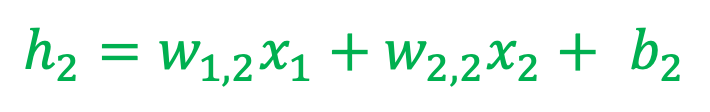 h₂ = w₁,₂x₁ + w₂,₂x₂ + b₂